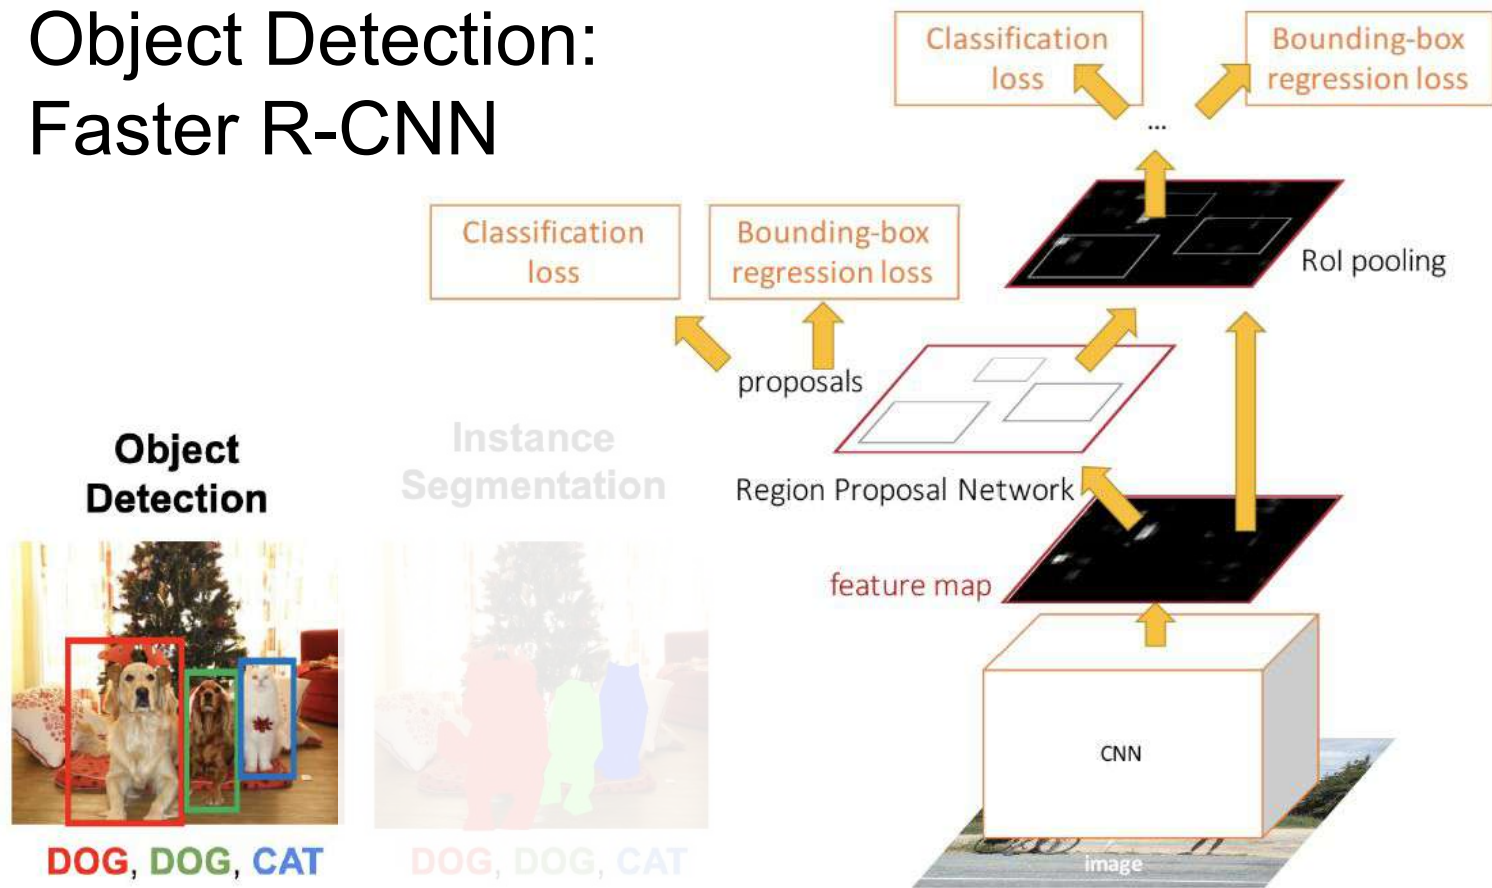 Object Detection:
Faster R-CNN
Classification
loss
Bounding-box
regression loss
...
Classification
loss
Bounding-box
regression loss
RoI pooling
proposals
Region Proposal Network
feature map
CNN
image
Object
Detection
DOG, DOG, CAT
Instance
Segmentation
DOG, DOG, CAT